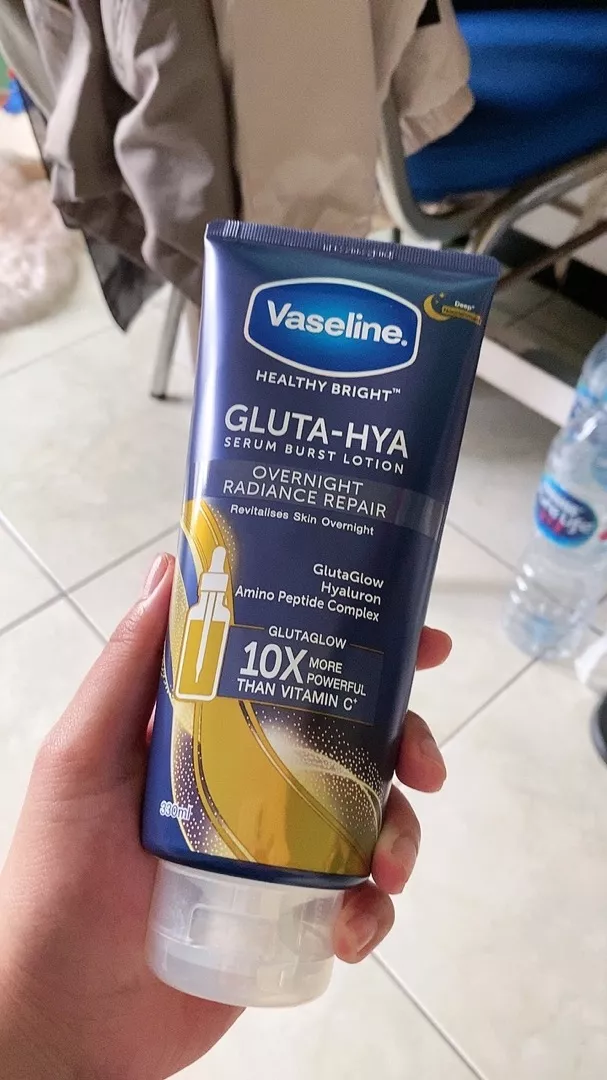 Vaseline.
Deep*
HEALTHY BRIGHT™
GLUTA-HYA
SERUM BURST LOTION
OVERNIGHT
RADIANCE REPAIR
Revitalises Skin Overnight
GlutaGlow
Hyaluron
Amino Peptide Complex
GLUTAGLOW
10X MORE
POWERFUL
THAN VITAMIN C*
330ml